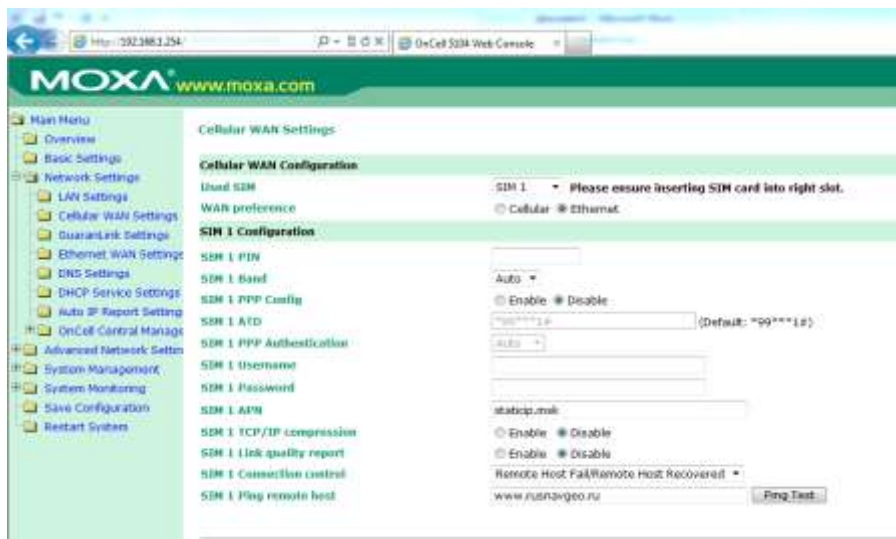 OnCell 5104 Web Console
MOXA www.moxa.com
Main Menu
Overview
Basic Settings
Network Settings
LAN Settings
Cellular WAN Settings
GuaranLink Settings
Ethernet WAN Settings
DNS Settings
DHCP Service Settings
Auto IP Report Setting
OnCell Central Manage
Advanced Network Settin
System Management
System Monitoring
Save Configuration
Restart System
Cellular WAN Settings
Cellular WAN Configuration
Used SIM SIM 1 Please ensure inserting SIM card into right slot.
WAN preference Cellular Ethernet
SIM 1 Configuration
SIM 1 PIN
SIM 1 Band Auto
SIM 1 PPP Config Enable Disable
SIM 1 ATD *99***1# (Default: *99***1#)
SIM 1 PPP Authentication Auto
SIM 1 Username
SIM 1 Password
SIM 1 APN staticip.msk
SIM 1 TCP/IP compression Enable Disable
SIM 1 Link quality report Enable Disable
SIM 1 Connection control Remote Host Fail/Remote Host Recovered
SIM 1 Ping remote host www.rusnavgeo.ru Ping Test